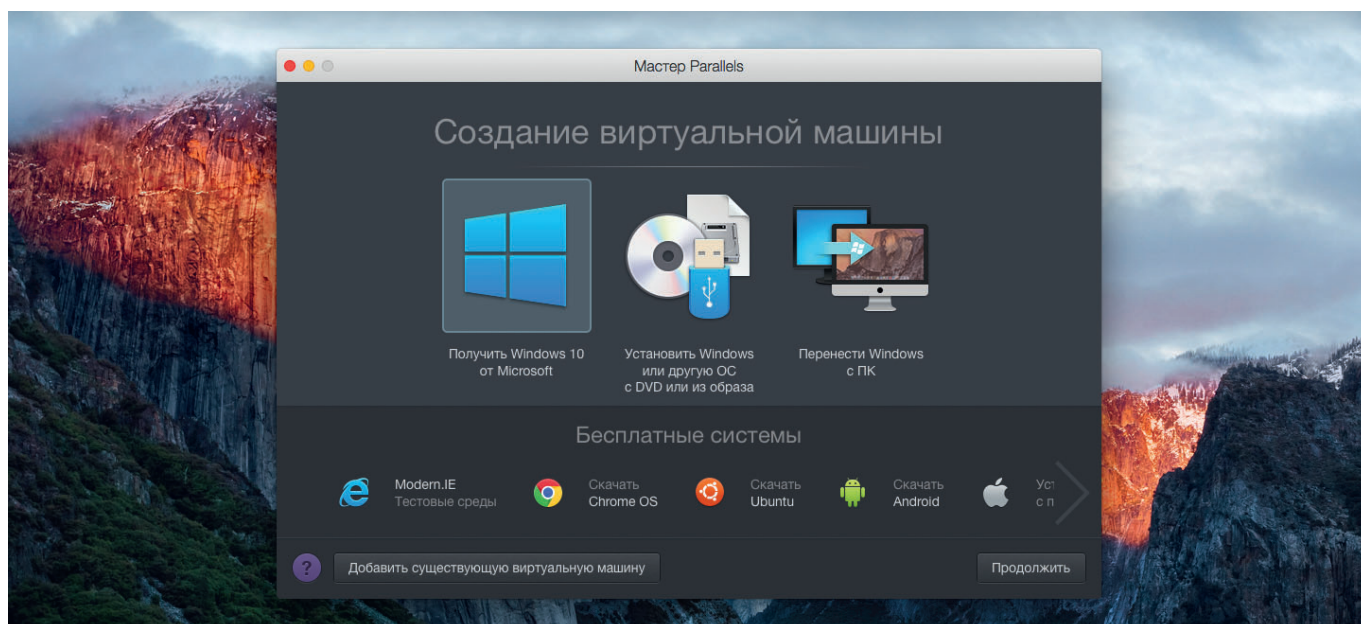 Мастер Parallels
Создание виртуальной машины
Получить Windows 10
от Microsoft
Установить Windows
или другую ОС
с DVD или из образа
Перенести Windows
с ПК
Бесплатные системы
Modern.IE
Тестовые среды
Скачать
Chrome OS
Скачать
Ubuntu
Скачать
Android
?
Добавить существующую виртуальную машину
Продолжить